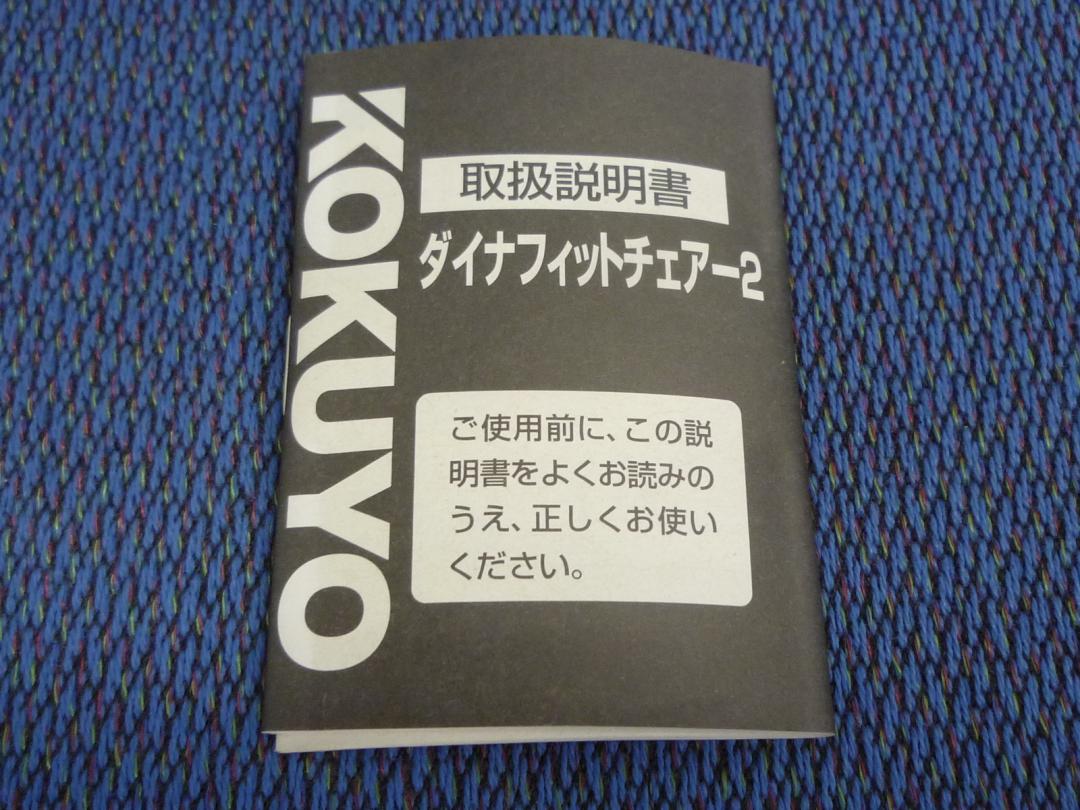 KOKUYO
取扱説明書
ダイナフィットチェアー2
ご使用前に、この説
明書をよくお読みの
うえ、正しくお使い
ください。